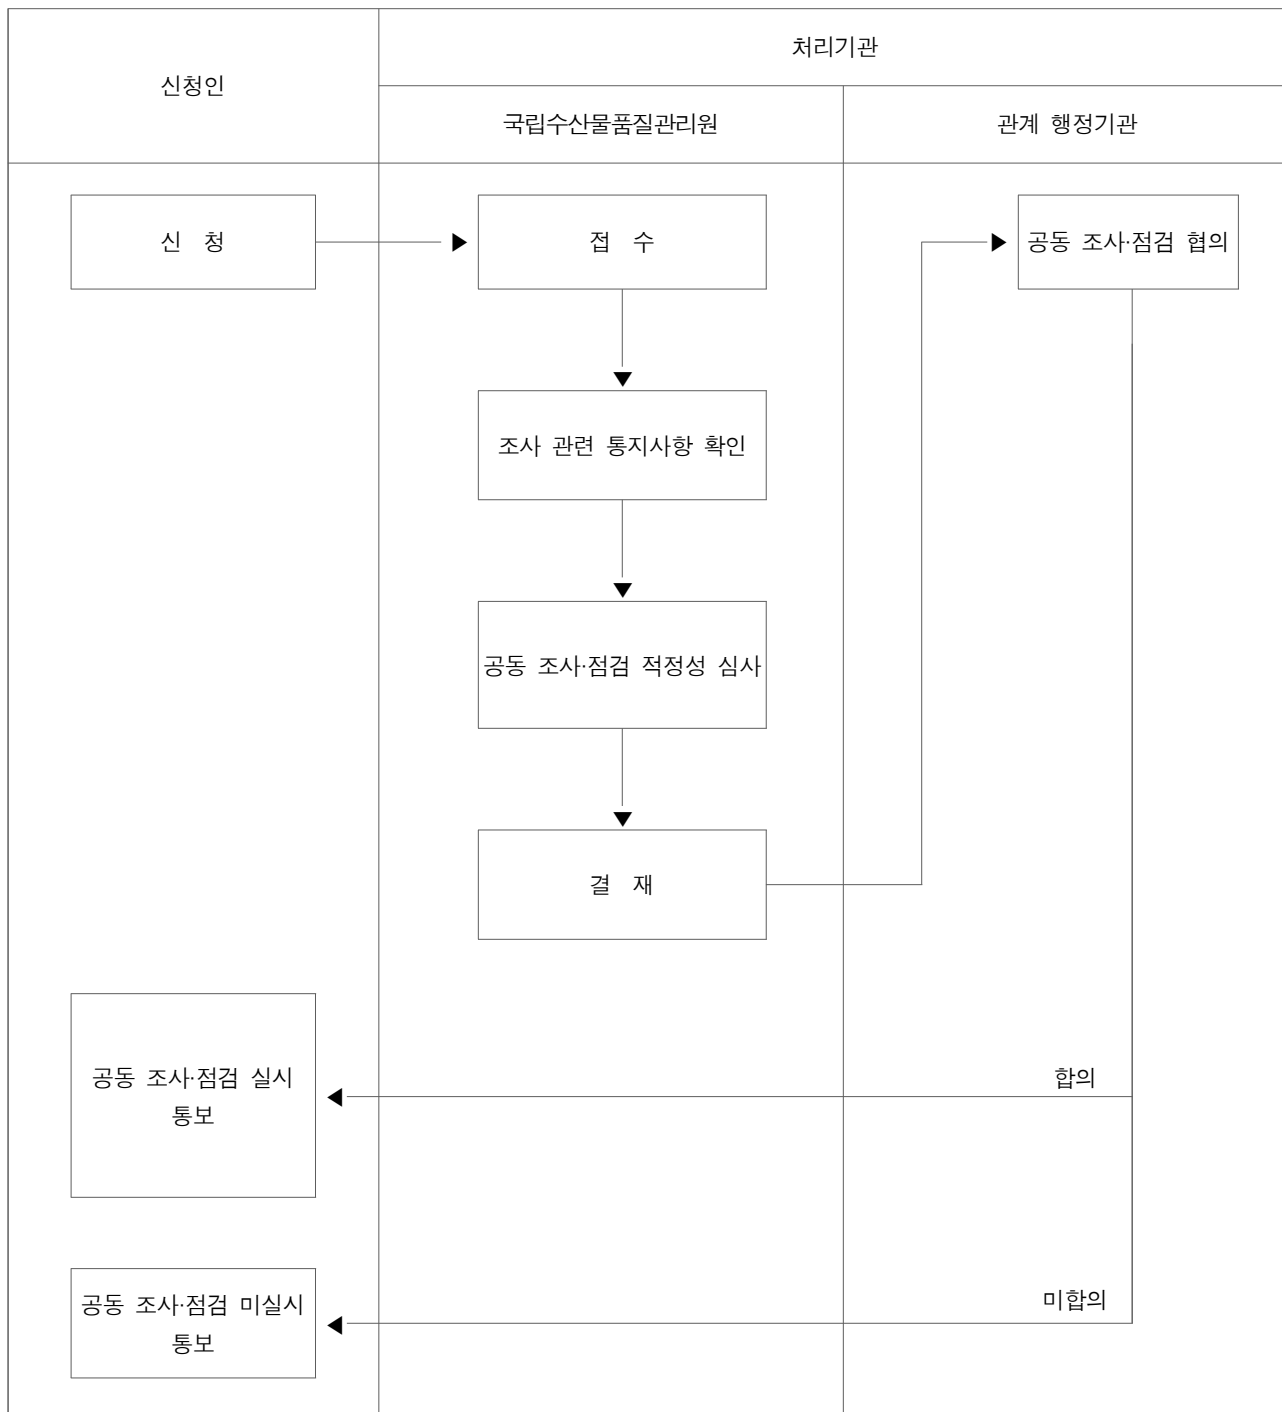 처리기관
신청인
국립수산물품질관리원
관계 행정기관
신 청
접 수
공동 조사·점검 협의
조사 관련 통지사항 확인
공동 조사·점검 적정성 심사
결 재
공동 조사·점검 실시
통보
합의
공동 조사·점검 미실시
통보
미합의